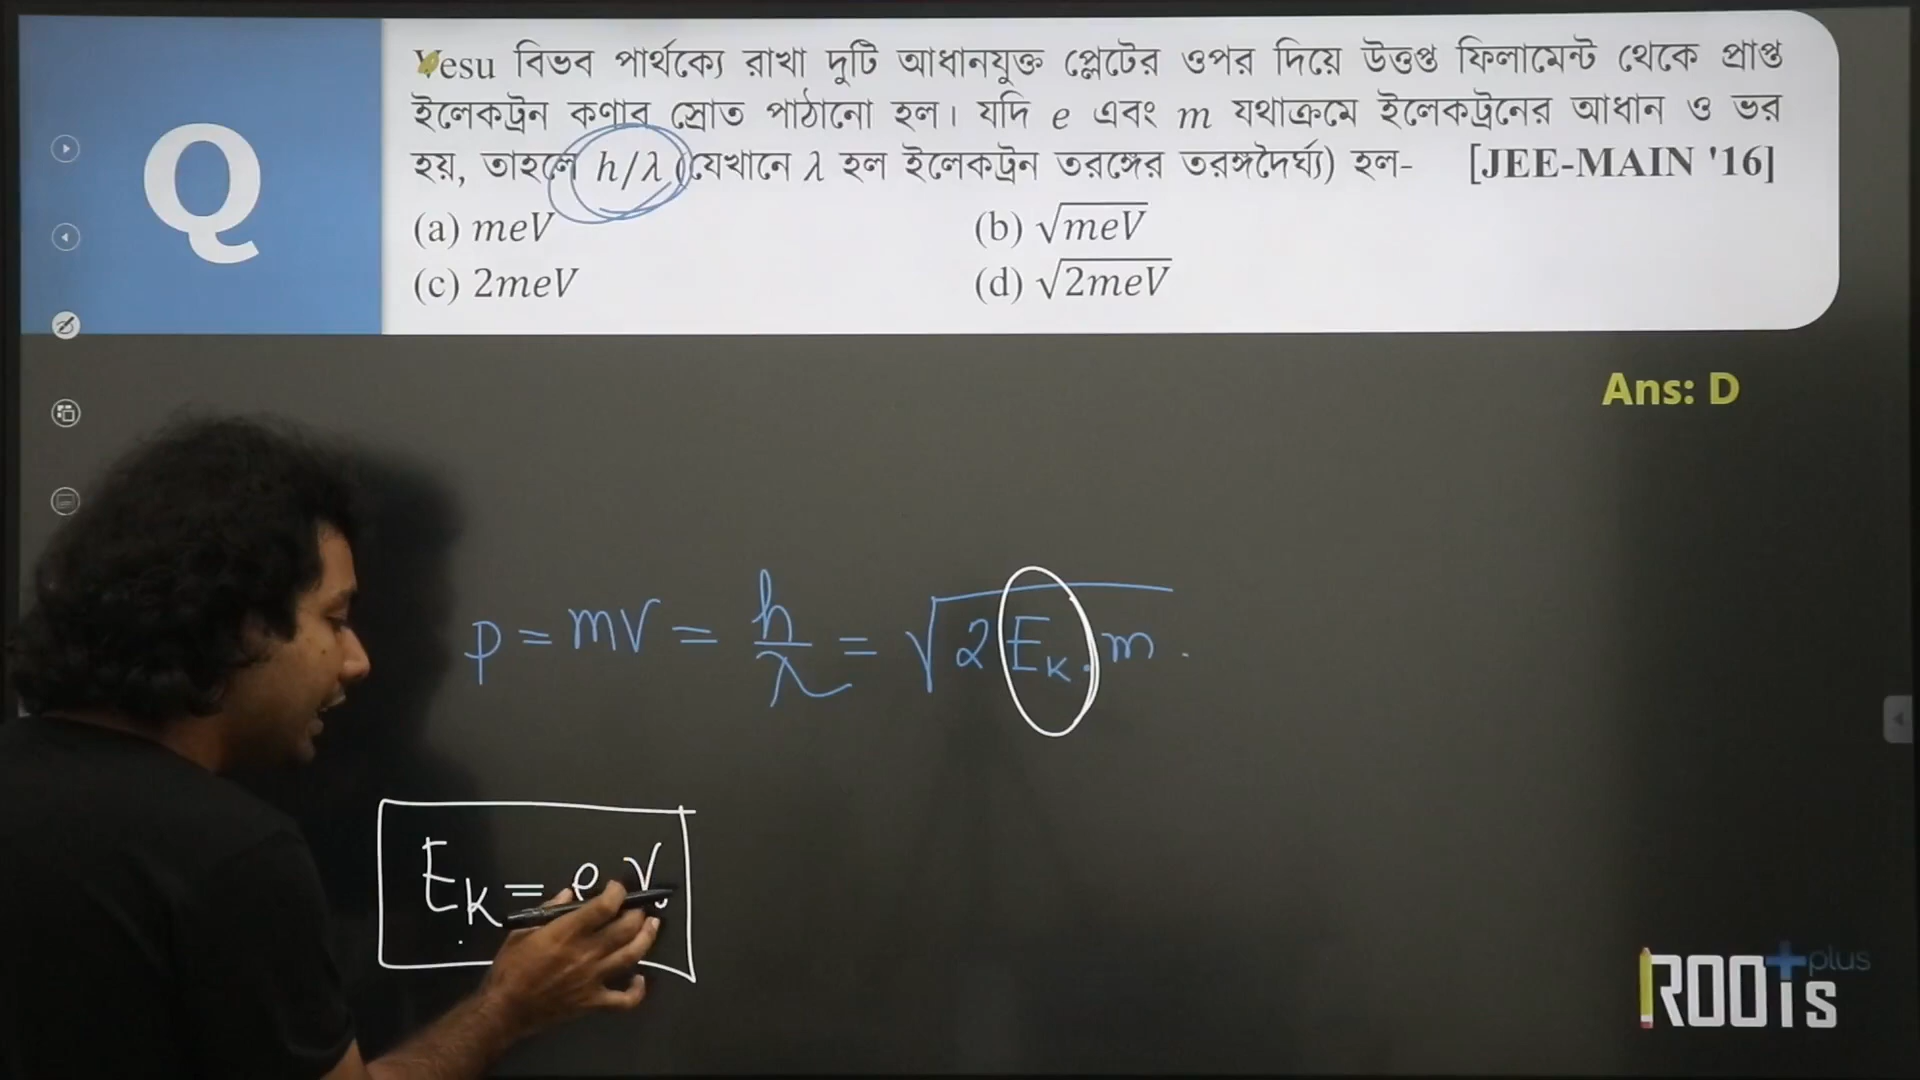 Q
Vesu বিভব পার্থক্যে রাখা দুটি আধানযুক্ত প্লেটের ওপর দিয়ে উত্তপ্ত ফিলামেন্ট থেকে প্রাপ্ত
ইলেকট্রন কণার স্রোত পাঠানো হল। যদি e এবং m যথাক্রমে ইলেকট্রনের আধান ও ভর
হয়, তাহলে h/λ (যেখানে λ হল ইলেকট্রন তরঙ্গের তরঙ্গদৈর্ঘ্য) হল- [JEE-MAIN '16]
(a) meV (b) √meV
(c) 2meV (d) √2meV
Ans: D
p = mv = h/λ = √2 Eₖ.m
Eₖ = eV
ROOTs plus